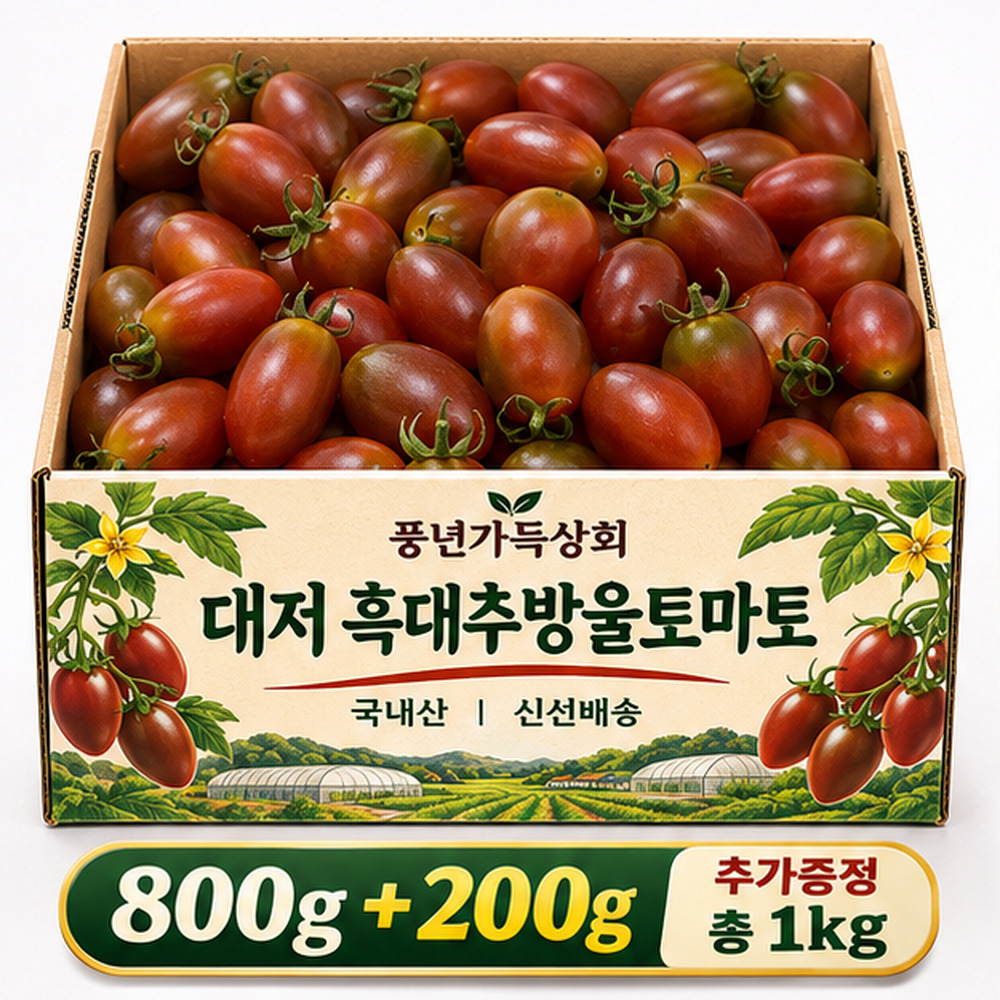 풍년가득상회
대저 흑대추방울토마토
국내산 | 신선배송
800g + 200g
추가증정
총 1kg